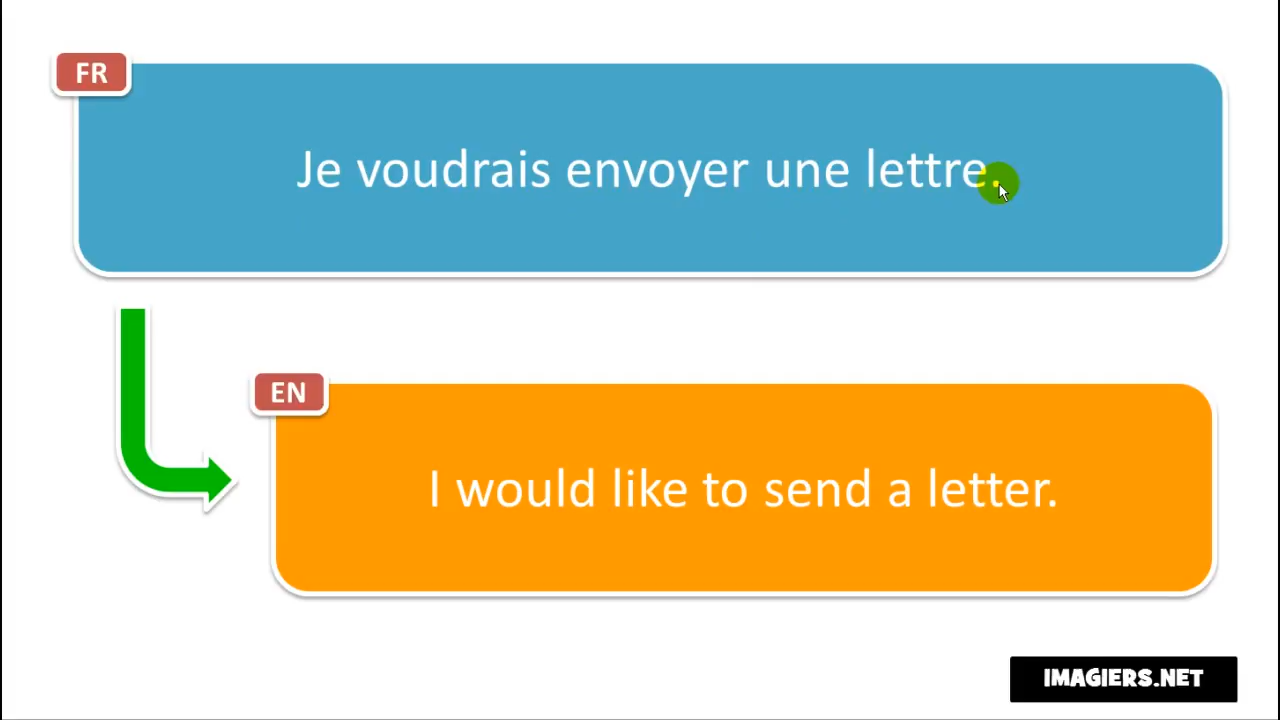 FR
Je voudrais envoyer une lettre.
EN
I would like to send a letter.
IMAGIERS.NET